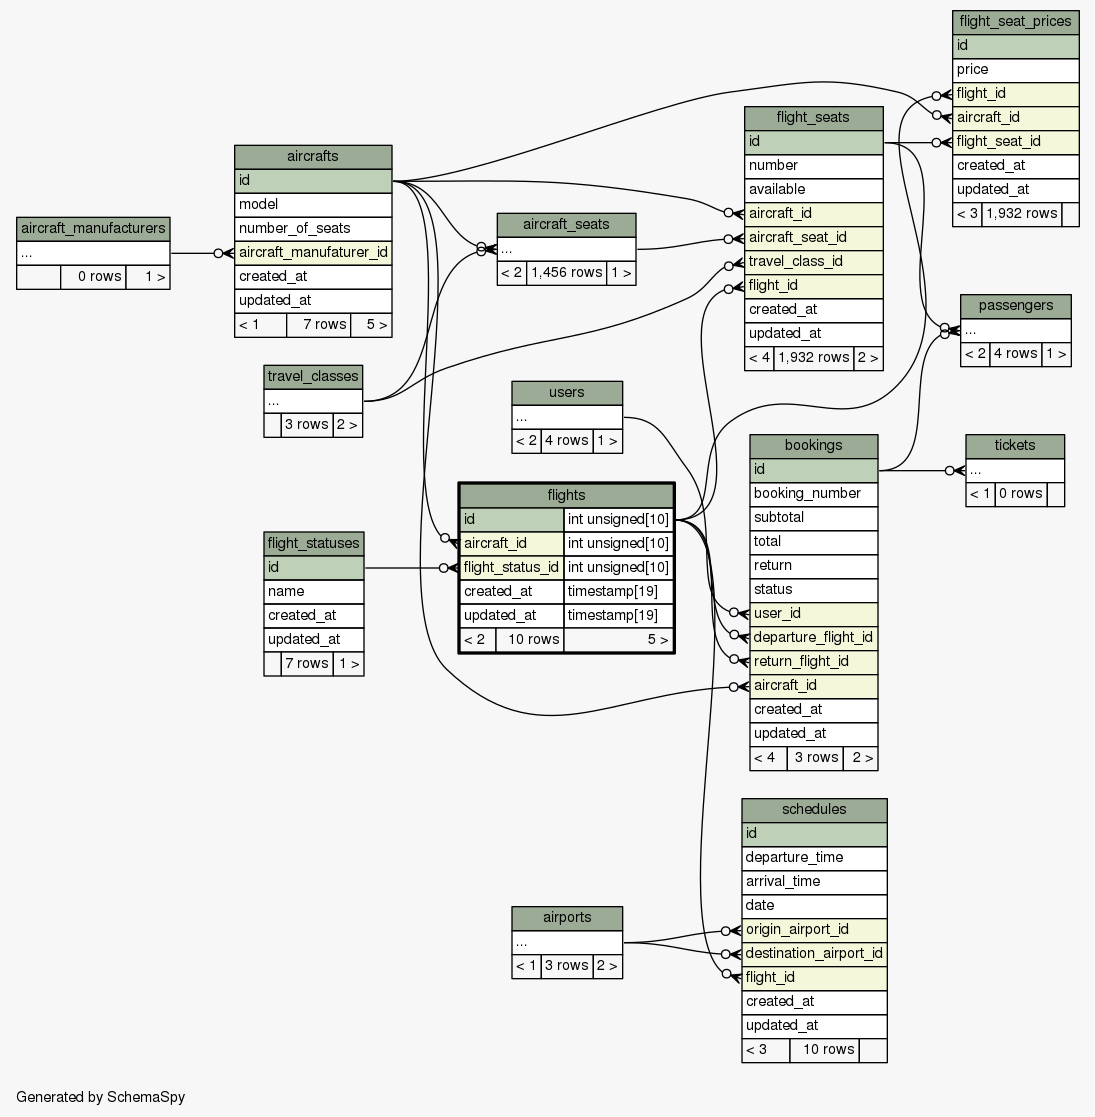 flight_seat_prices
id
price
flight_id
aircraft_id
flight_seat_id
created_at
updated_at
< 3 1,932 rows
flight_seats
id
number
available
aircraft_id
aircraft_seat_id
travel_class_id
flight_id
created_at
updated_at
< 4 1,932 rows 2 >
aircrafts
id
model
number_of_seats
aircraft_manufaturer_id
created_at
updated_at
< 1 7 rows 5 >
aircraft_manufacturers
...
0 rows 1 >
aircraft_seats
...
< 2 1,456 rows 1 >
passengers
...
< 2 4 rows 1 >
travel_classes
...
3 rows 2 >
users
...
< 2 4 rows 1 >
bookings
id
booking_number
subtotal
total
return
status
user_id
departure_flight_id
return_flight_id
aircraft_id
created_at
updated_at
< 4 3 rows 2 >
tickets
...
< 1 0 rows
flights
id int unsigned[10]
aircraft_id int unsigned[10]
flight_status_id int unsigned[10]
created_at timestamp[19]
updated_at timestamp[19]
< 2 10 rows 5 >
flight_statuses
id
name
created_at
updated_at
7 rows 1 >
schedules
id
departure_time
arrival_time
date
origin_airport_id
destination_airport_id
flight_id
created_at
updated_at
< 3 10 rows
airports
...
< 1 3 rows 2 >
Generated by SchemaSpy